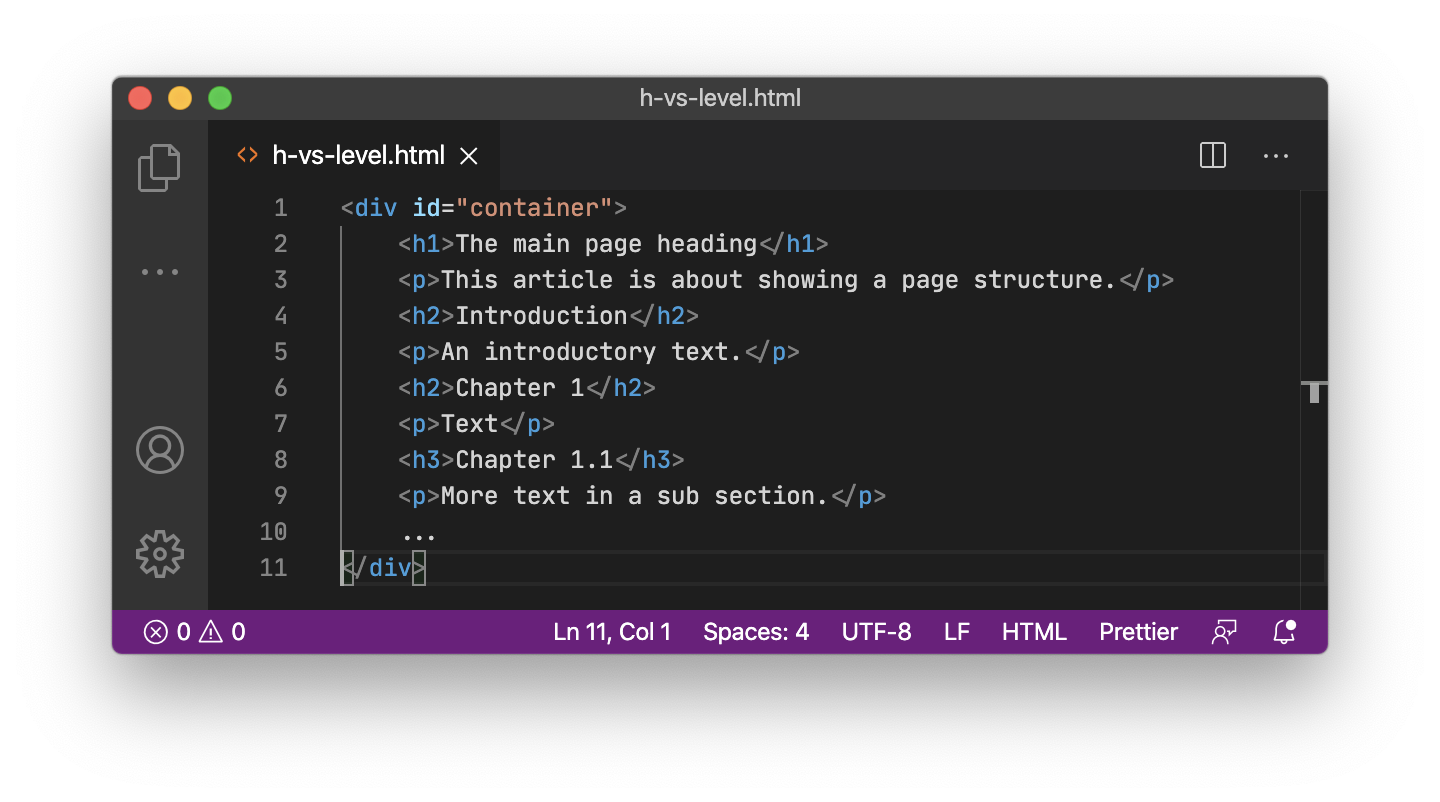 h-vs-level.html
h-vs-level.html
1 <div id="container">
2 <h1>The main page heading</h1>
3 <p>This article is about showing a page structure.</p>
4 <h2>Introduction</h2>
5 <p>An introductory text.</p>
6 <h2>Chapter 1</h2>
7 <p>Text</p>
8 <h3>Chapter 1.1</h3>
9 <p>More text in a sub section.</p>
10 ...
11 </div>
0 0 Ln 11, Col 1 Spaces: 4 UTF-8 LF HTML Prettier